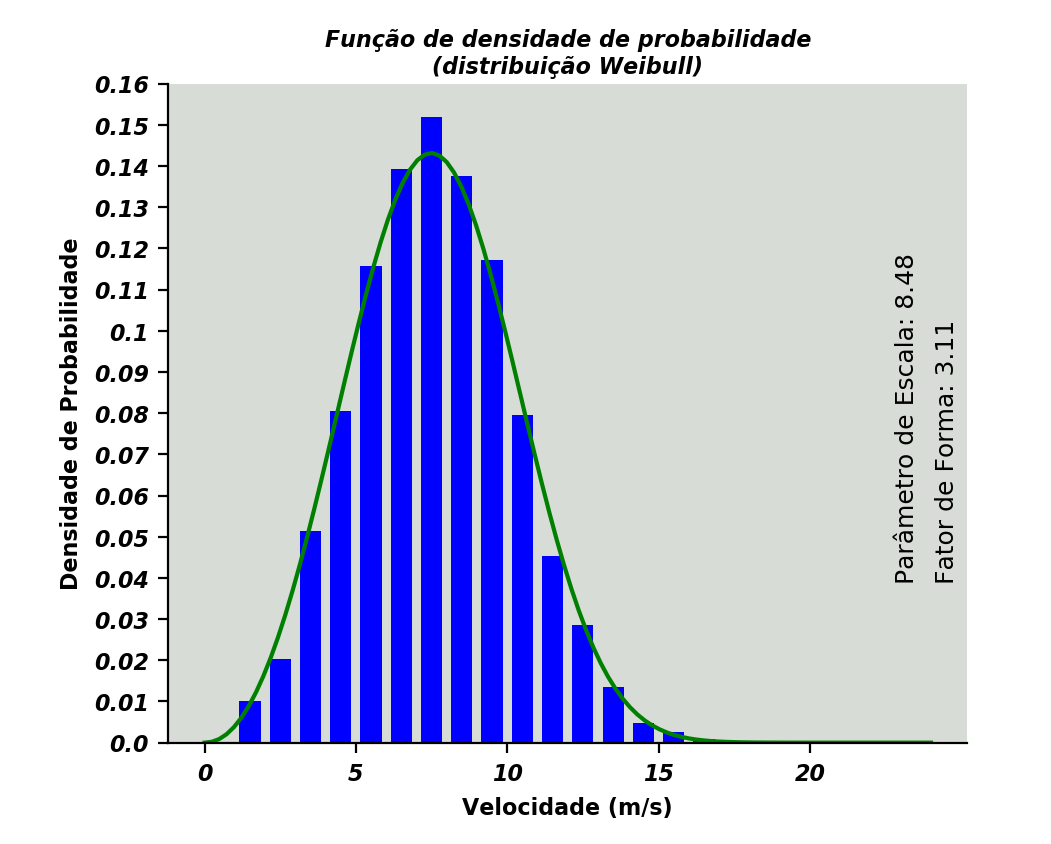 Função de densidade de probabilidade
(distribuição Weibull)
0.16
0.15
0.14
0.13
0.12
0.11
0.1
0.09
0.08
0.07
0.06
0.05
0.04
0.03
0.02
0.01
0.0
Densidade de Probabilidade
0 5 10 15 20
Velocidade (m/s)
Parâmetro de Escala: 8.48
Fator de Forma: 3.11